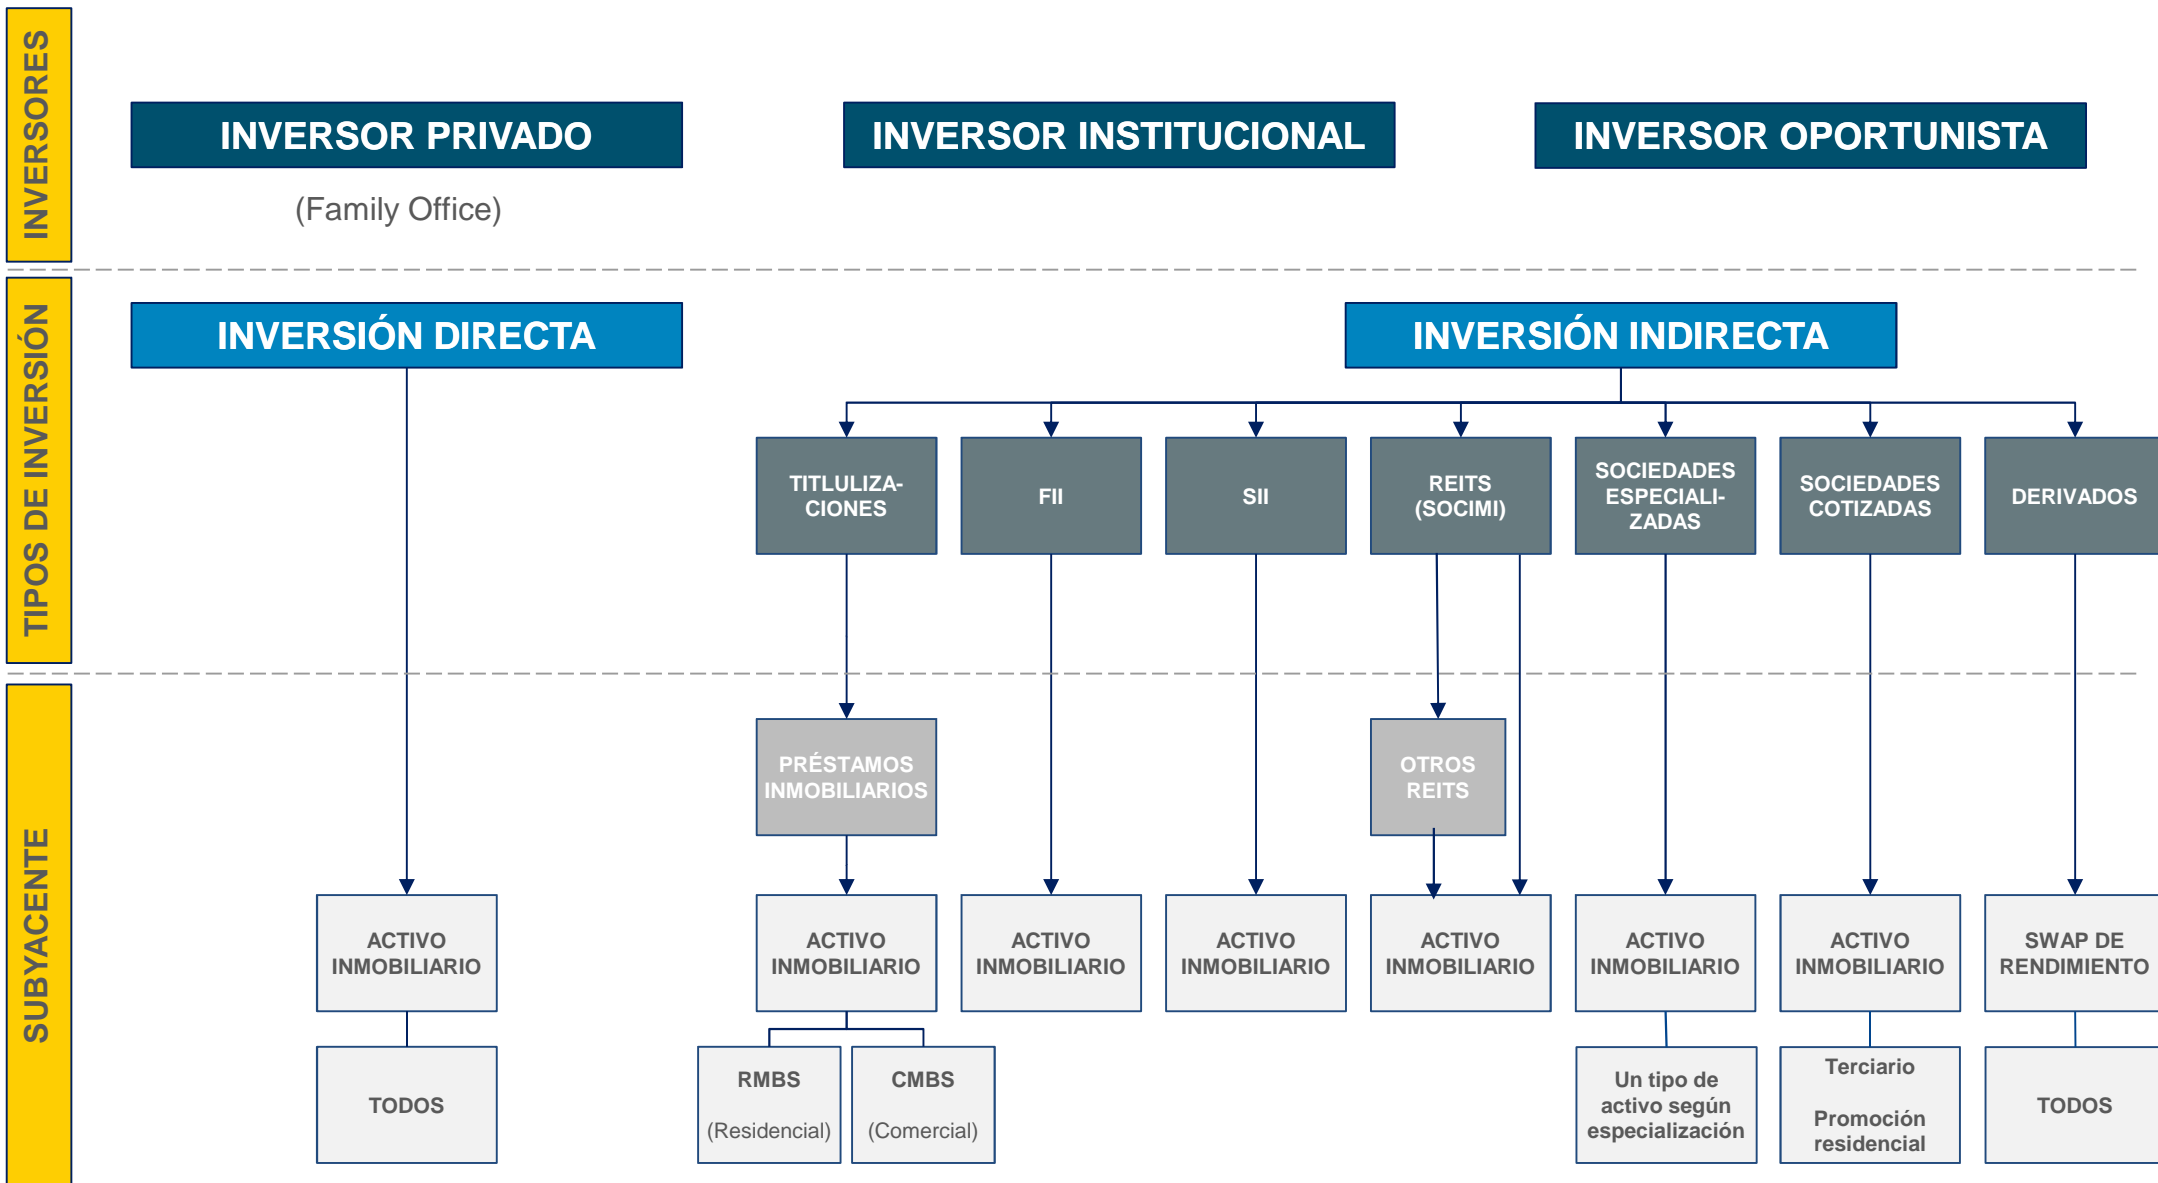 INVERSORES
INVERSOR PRIVADO
INVERSOR INSTITUCIONAL
INVERSOR OPORTUNISTA
(Family Office)
TIPOS DE INVERSIÓN
INVERSIÓN DIRECTA
INVERSIÓN INDIRECTA
TITLULIZA-
CIONES
FII
SII
REITS
(SOCIMI)
SOCIEDADES
ESPECIALI-
ZADAS
SOCIEDADES
COTIZADAS
DERIVADOS
SUBYACENTE
PRÉSTAMOS
INMOBILIARIOS
OTROS
REITS
ACTIVO
INMOBILIARIO
ACTIVO
INMOBILIARIO
ACTIVO
INMOBILIARIO
ACTIVO
INMOBILIARIO
ACTIVO
INMOBILIARIO
ACTIVO
INMOBILIARIO
ACTIVO
INMOBILIARIO
SWAP DE
RENDIMIENTO
TODOS
RMBS
(Residencial)
CMBS
(Comercial)
Un tipo de
activo según
especialización
Terciario
Promoción
residencial
TODOS